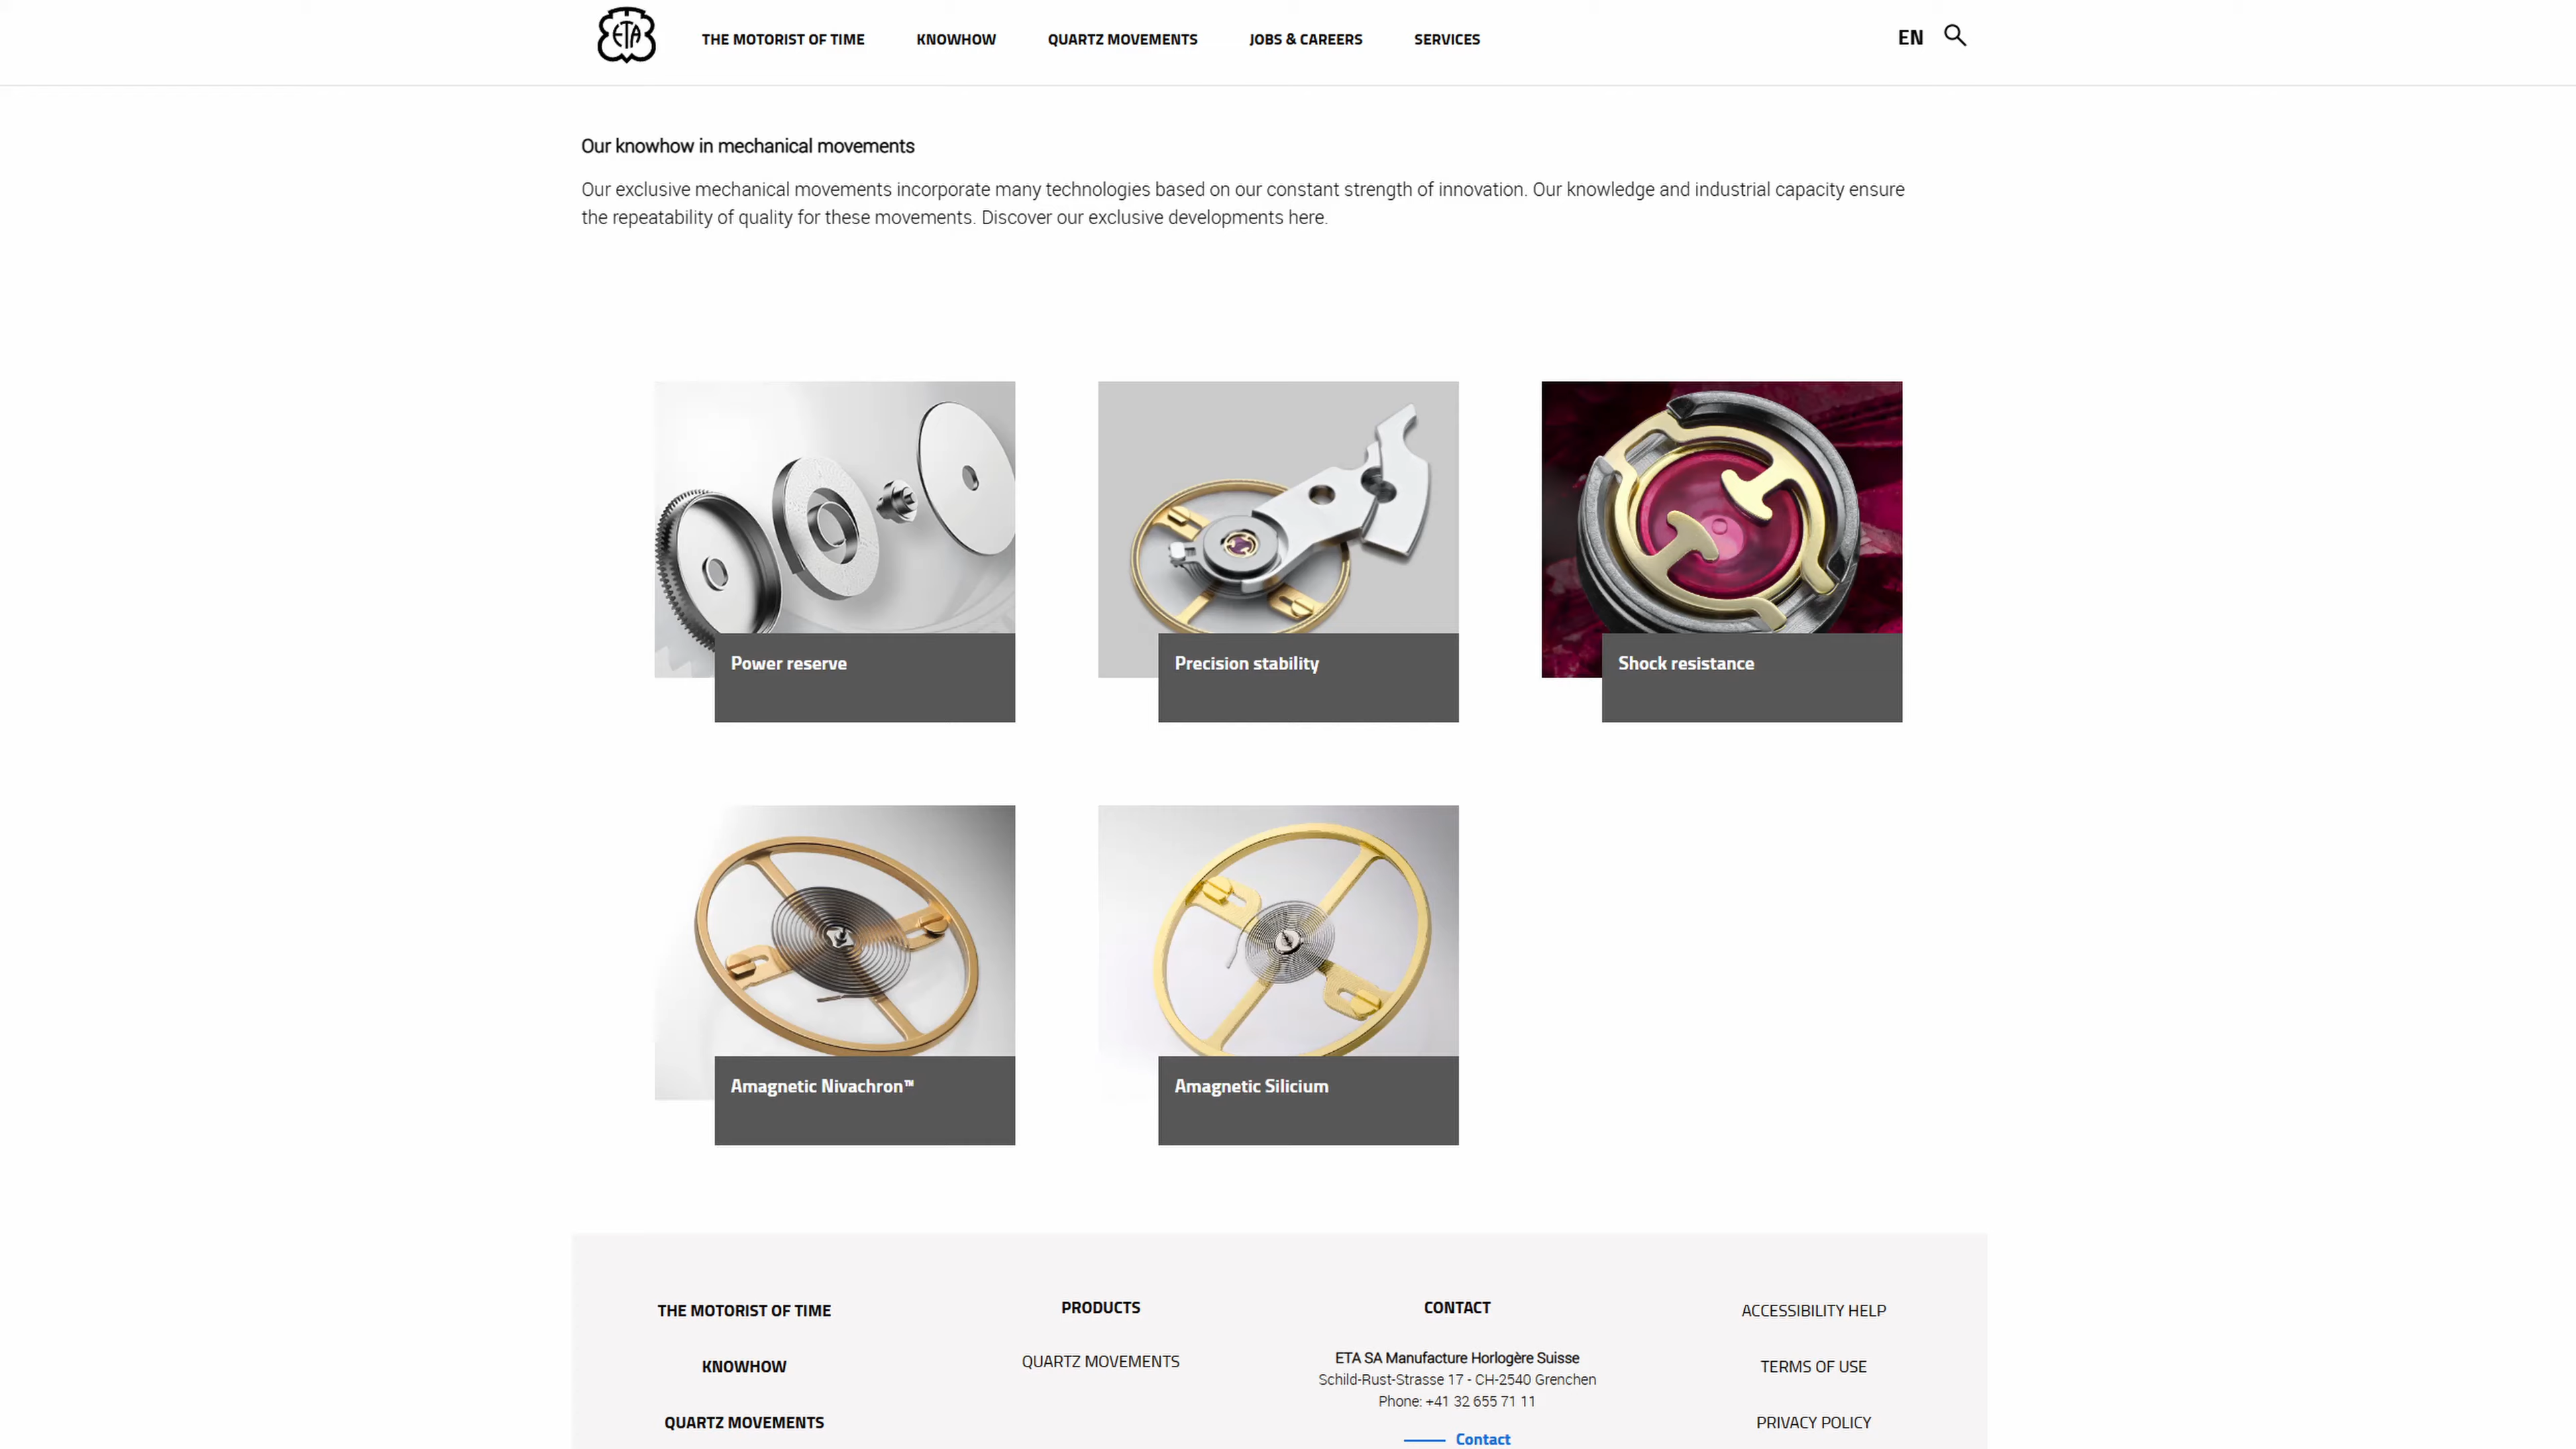 ETA
THE MOTORIST OF TIME
KNOWHOW
QUARTZ MOVEMENTS
JOBS & CAREERS
SERVICES
EN
Our knowhow in mechanical movements
Our exclusive mechanical movements incorporate many technologies based on our constant strength of innovation. Our knowledge and industrial capacity ensure
the repeatability of quality for these movements. Discover our exclusive developments here.
Power reserve
Precision stability
Shock resistance
Amagnetic Nivachron™
Amagnetic Silicium
THE MOTORIST OF TIME
KNOWHOW
QUARTZ MOVEMENTS
PRODUCTS
QUARTZ MOVEMENTS
CONTACT
ETA SA Manufacture Horlogère Suisse
Schild-Rust-Strasse 17 - CH-2540 Grenchen
Phone: +41 32 655 71 11
Contact
ACCESSIBILITY HELP
TERMS OF USE
PRIVACY POLICY